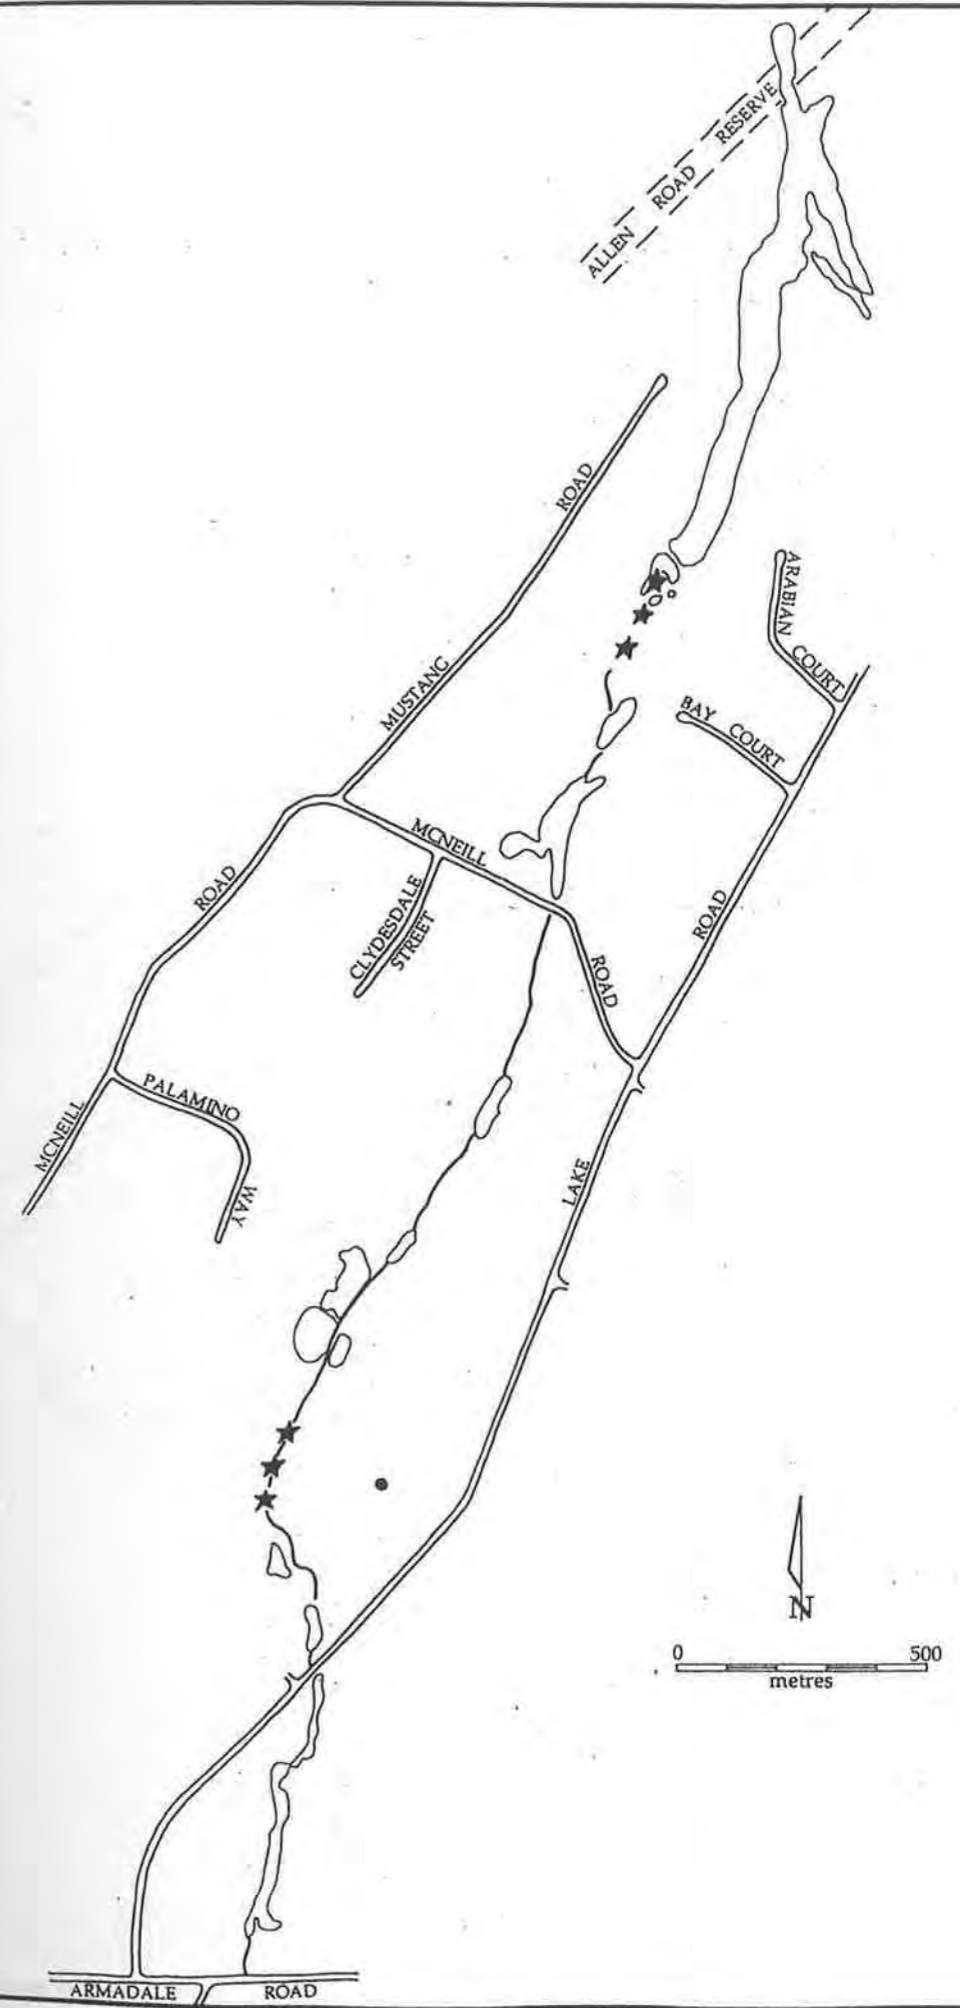 ALLEN ROAD RESERVE
MUSTANG ROAD
ARABIAN COURT
BAY COURT
MCNEILL ROAD
CLYDESDALE
STREET
ROAD
MCNEILL
PALAMINO WAY
LAKE ROAD
N
0 500
metres
ARMADALE ROAD